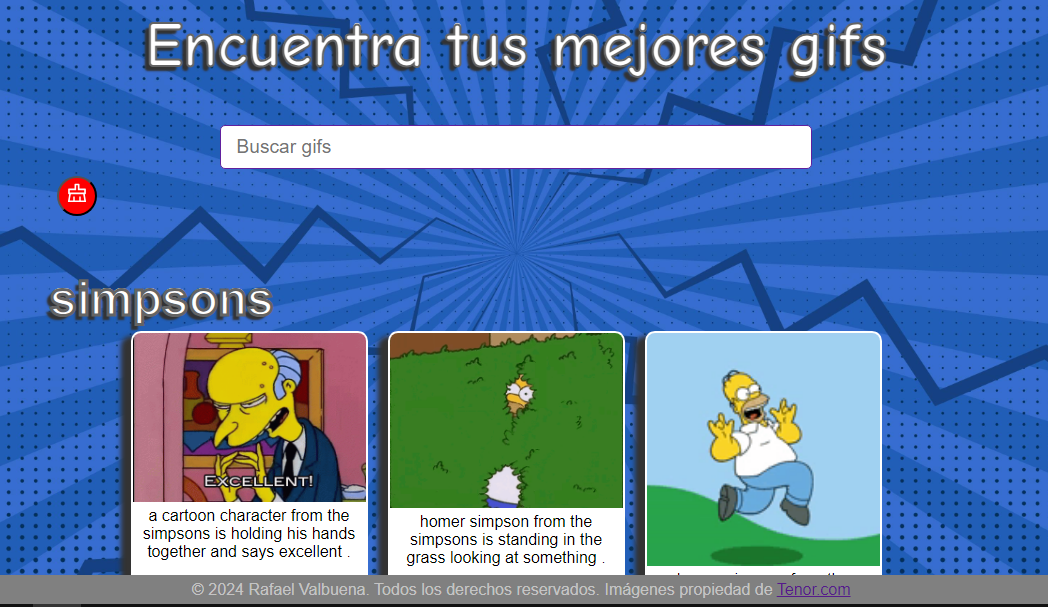 Encuentra tus mejores gifs
Buscar gifs
simpsons
EXCELLENT!
a cartoon character from the
simpsons is holding his hands
together and says excellent .
homer simpson from the
simpsons is standing in the
grass looking at something .
© 2024 Rafael Valbuena. Todos los derechos reservados. Imágenes propiedad de Tenor.com